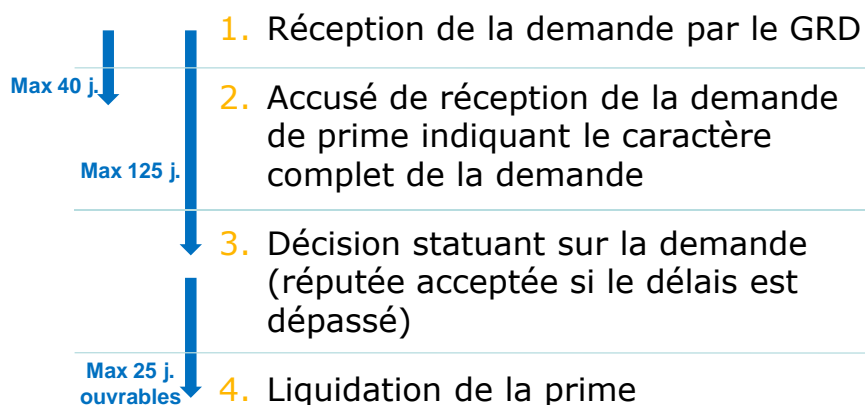 1. Réception de la demande par le GRD
Max 40 j.
2. Accusé de réception de la demande
de prime indiquant le caractère
complet de la demande
Max 125 j.
3. Décision statuant sur la demande
(réputée acceptée si le délais est
dépassé)
Max 25 j.
ouvrables
4. Liquidation de la prime